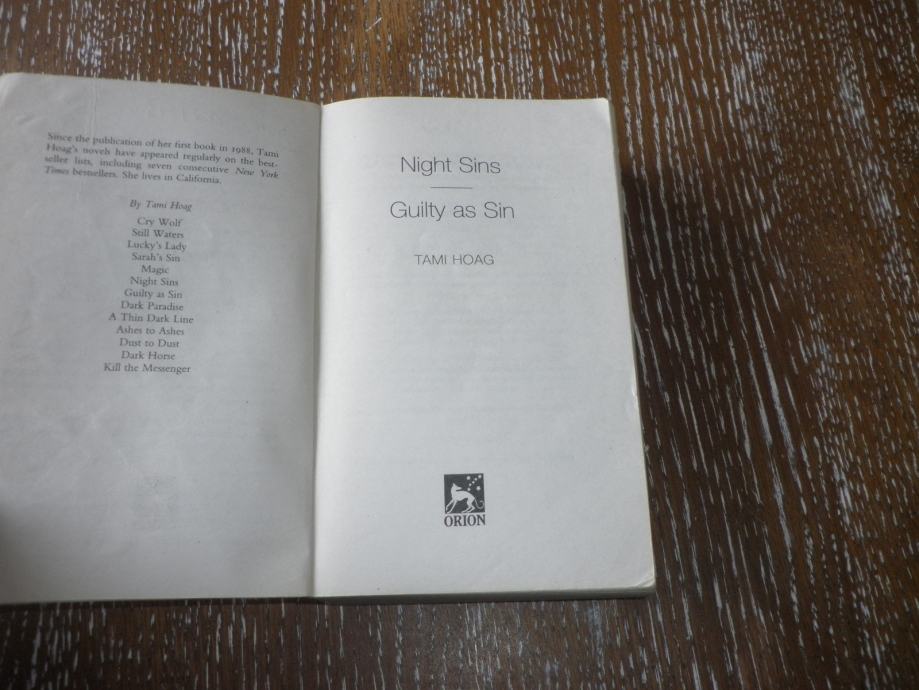 Since the publication of her first book in 1988, Tami
Hoag's novels have appeared regularly on the best-
seller lists, including seven consecutive New York
Times bestsellers. She lives in California.
By Tami Hoag
Cry Wolf
Still Waters
Lucky's Lady
Sarah's Sin
Magic
Night Sins
Guilty as Sin
Dark Paradise
A Thin Dark Line
Ashes to Ashes
Dust to Dust
Dark Horse
Kill the Messenger
Night Sins
Guilty as Sin
TAMI HOAG
ORION